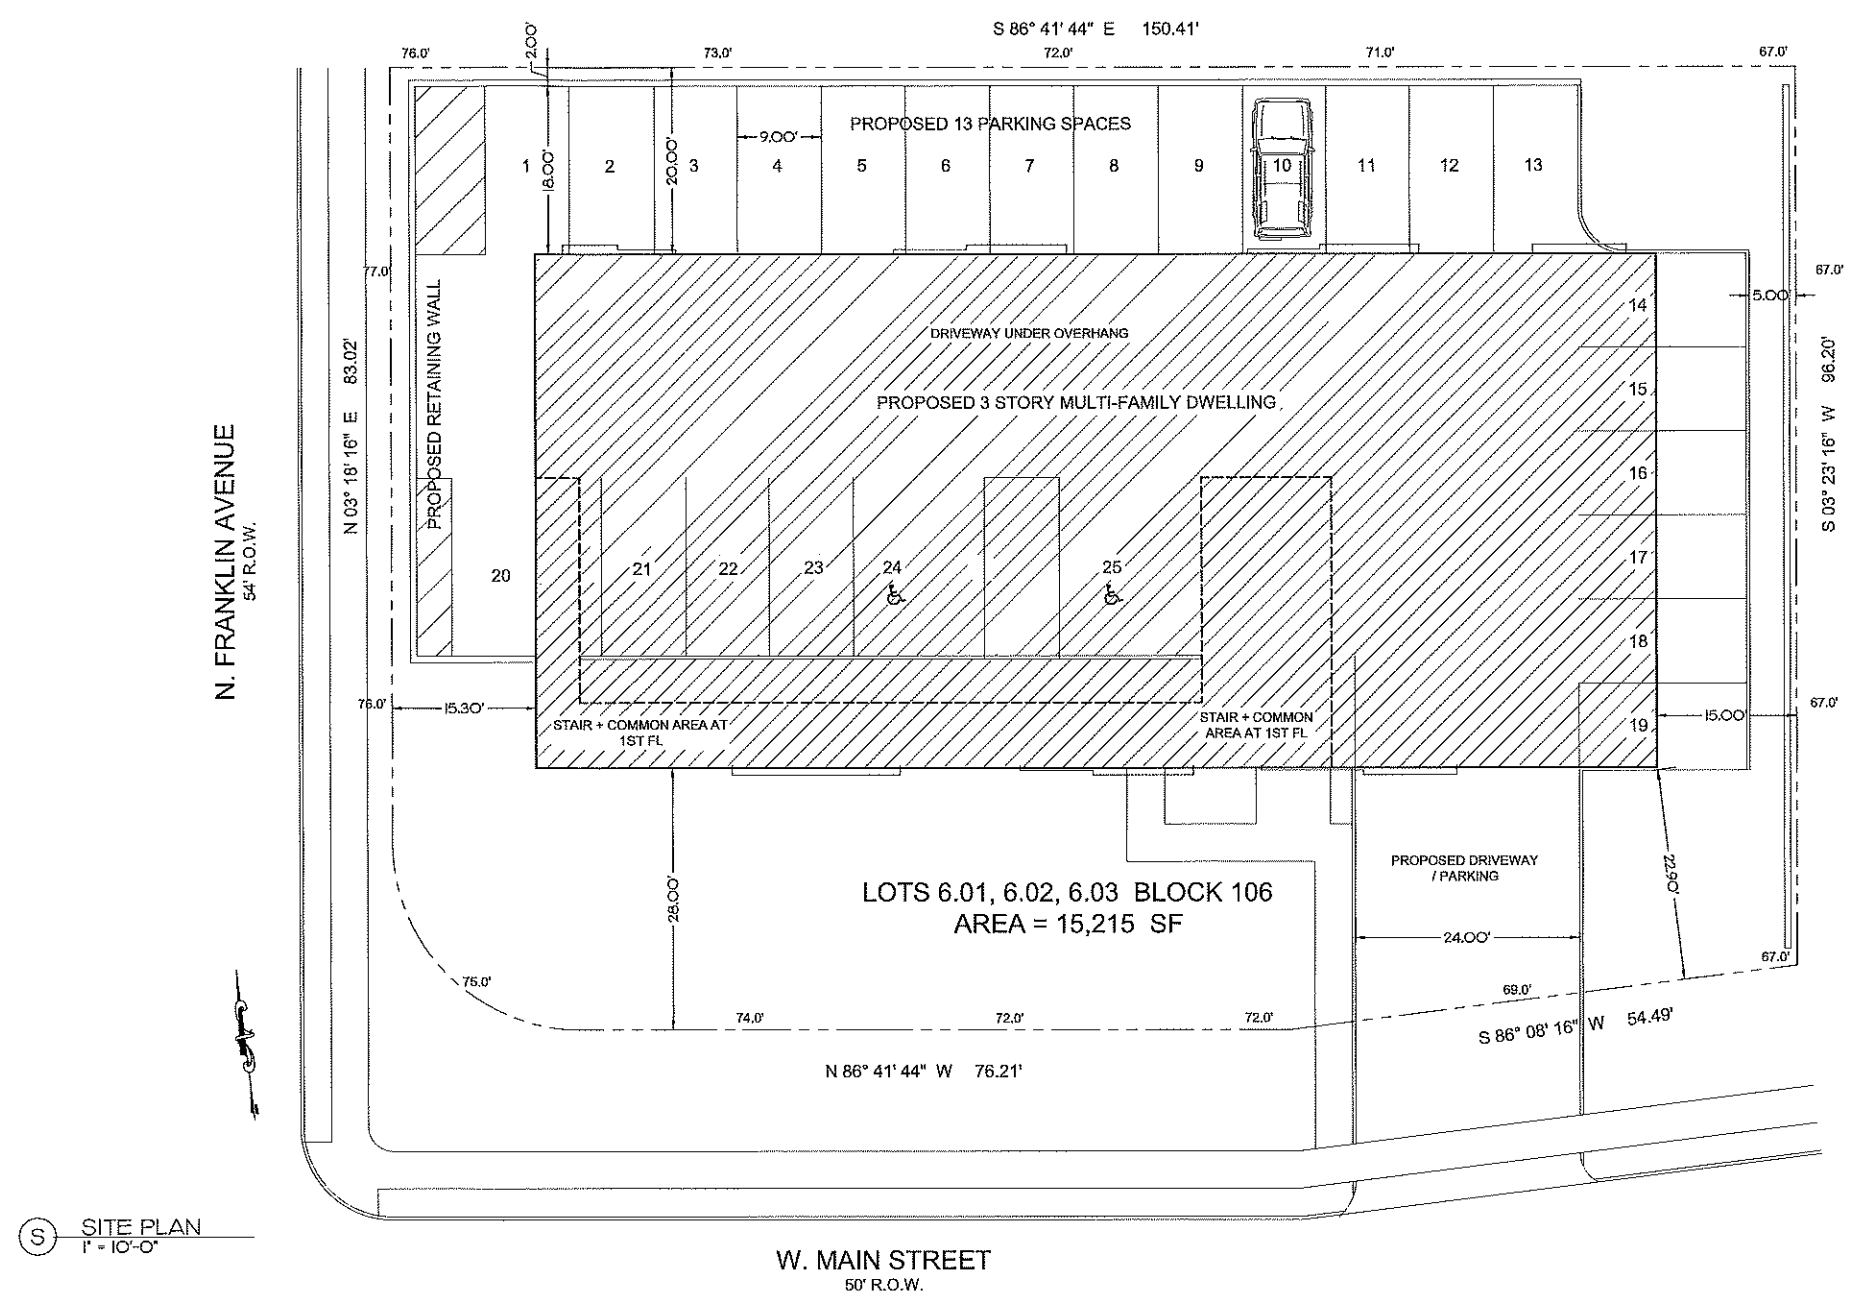 S 86° 41' 44" E 150.41'
76.0' 2.00' 73.0' 72.0' 71.0' 67.0'
PROPOSED 13 PARKING SPACES
9.00'
18.00' 20.00'
1 2 3 4 5 6 7 8 9 10 11 12 13
77.0'
67.0'
5.00'
14
DRIVEWAY UNDER OVERHANG
PROPOSED 3 STORY MULTI-FAMILY DWELLING
15
16
17
18
19
PROPOSED RETAINING WALL
N 03° 18' 16" E 83.02'
S 03° 23' 16" W 96.20'
N. FRANKLIN AVENUE
54' R.O.W.
20 21 22 23 24 25
76.0'
15.30'
15.00'
67.0'
STAIR + COMMON AREA AT
1ST FL
STAIR + COMMON
AREA AT 1ST FL
PROPOSED DRIVEWAY
/ PARKING
22.90'
28.00'
LOTS 6.01, 6.02, 6.03 BLOCK 106
AREA = 15,215 SF
24.00'
67.0'
75.0'
69.0'
74.0' 72.0' 72.0'
S 86° 08' 16" W 54.49'
N 86° 41' 44" W 76.21'
S SITE PLAN
1" = 10'-0"
W. MAIN STREET
50' R.O.W.